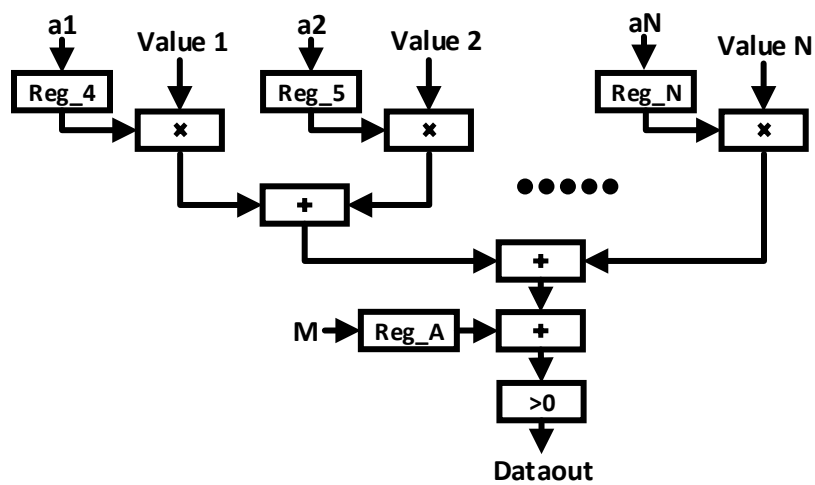 a1 Value 1 a2 Value 2 aN Value N
Reg_4 Reg_5 Reg_N
× × ×
+
+
M Reg_A +
>0
Dataout